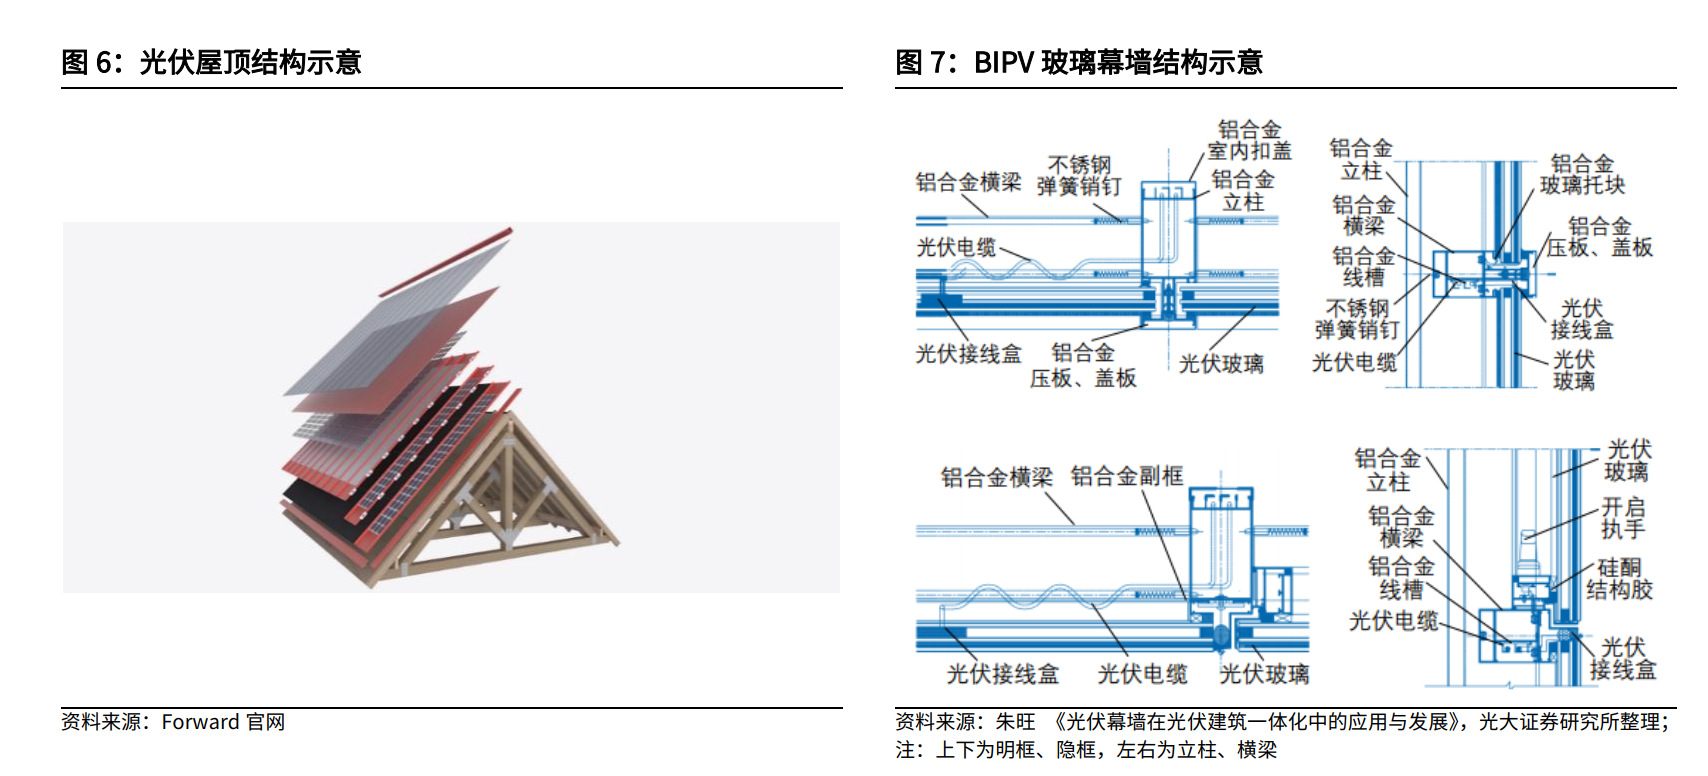 图 6：光伏屋顶结构示意
资料来源：Forward 官网
图 7：BIPV 玻璃幕墙结构示意
铝合金
室内扣盖
不锈钢
弹簧销钉
铝合金横梁
铝合金
立柱
光伏电缆
光伏接线盒
铝合金
压板、盖板
光伏玻璃
铝合金
立柱
铝合金
玻璃托块
铝合金
横梁
铝合金
压板、盖板
铝合金
线槽
不锈钢
弹簧销钉
光伏
接线盒
光伏电缆
光伏
玻璃
铝合金横梁
铝合金副框
光伏接线盒
光伏电缆
光伏玻璃
铝合金
立柱
光伏
玻璃
开启
执手
铝合金
横梁
铝合金
线槽
硅酮
结构胶
光伏电缆
光伏
接线盒
资料来源：朱旺 《光伏幕墙在光伏建筑一体化中的应用与发展》，光大证券研究所整理；
注：上下为明框、隐框，左右为立柱、横梁